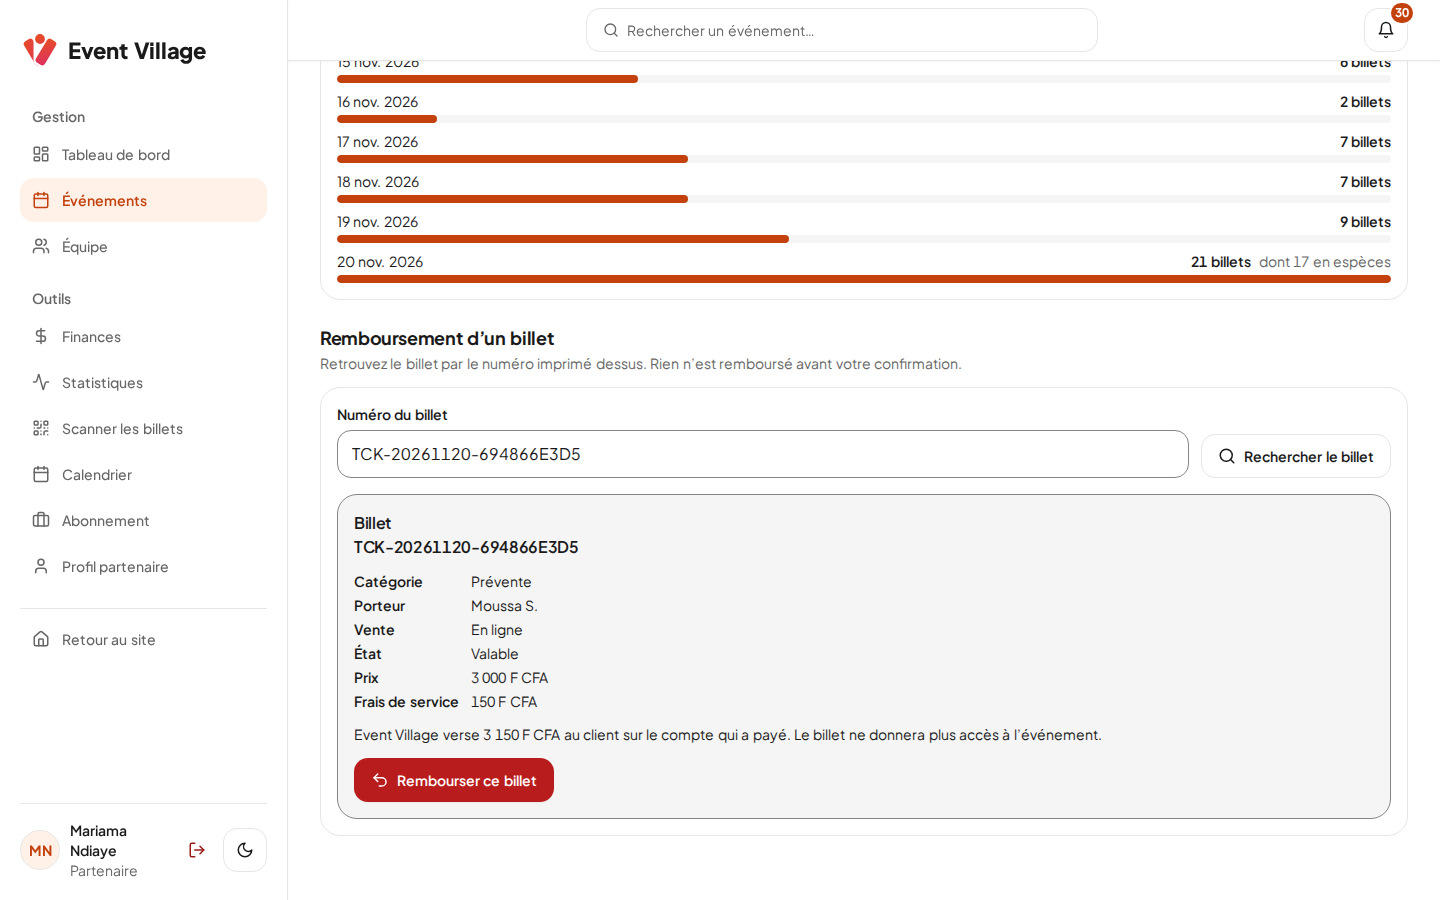 Event Village
Rechercher un événement…
30
Gestion
Tableau de bord
Événements
Équipe
Outils
Finances
Statistiques
Scanner les billets
Calendrier
Abonnement
Profil partenaire
Retour au site
MN
Mariama
Ndiaye
Partenaire
15 nov. 2026 6 billets
16 nov. 2026 2 billets
17 nov. 2026 7 billets
18 nov. 2026 7 billets
19 nov. 2026 9 billets
20 nov. 2026 21 billets dont 17 en espèces
Remboursement d’un billet
Retrouvez le billet par le numéro imprimé dessus. Rien n’est remboursé avant votre confirmation.
Numéro du billet
TCK-20261120-694866E3D5
Rechercher le billet
Billet
TCK-20261120-694866E3D5
Catégorie Prévente
Porteur Moussa S.
Vente En ligne
État Valable
Prix 3 000 F CFA
Frais de service 150 F CFA
Event Village verse 3 150 F CFA au client sur le compte qui a payé. Le billet ne donnera plus accès à l’événement.
Rembourser ce billet